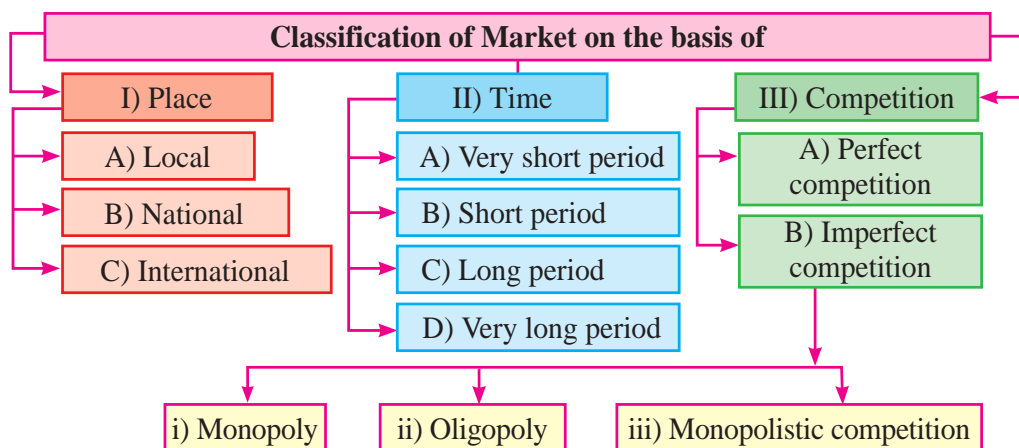 Classification of Market on the basis of
I) Place
A) Local
B) National
C) International
II) Time
A) Very short period
B) Short period
C) Long period
D) Very long period
III) Competition
A) Perfect
competition
B) Imperfect
competition
i) Monopoly
ii) Oligopoly
iii) Monopolistic competition